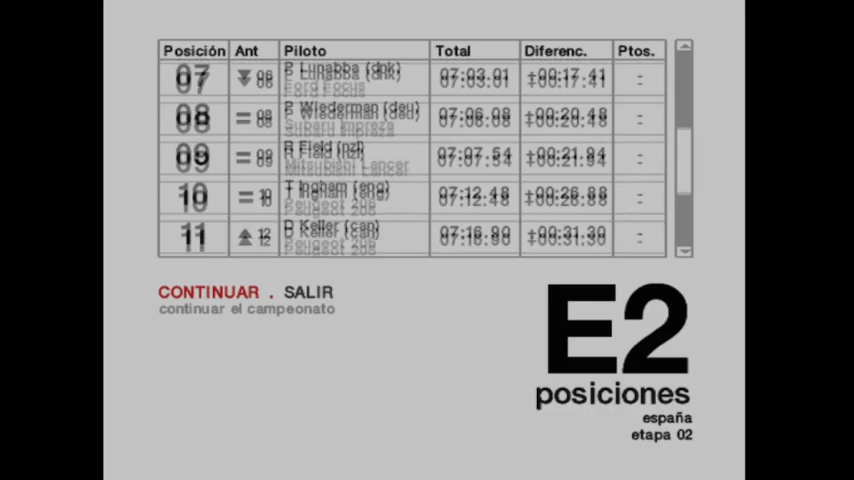 Posición Ant Piloto Total Diferenc. Ptos.
07 06 P Lunabba (dnk) 07:03.01 +00:17.41 -
Ford Focus
08 = 08 P Wiederman (deu) 07:06.08 +00:20.48 -
Subaru Impreza
09 = 09 R Field (nzl) 07:07.54 +00:21.94 -
Mitsubishi Lancer
10 = 10 T Ingham (eng) 07:12.48 +00:26.88 -
Peugeot 206
11 12 D Keller (can) 07:16.90 +00:31.30 -
Peugeot 206
CONTINUAR . SALIR
continuar el campeonato
E2
posiciones
españa
etapa 02